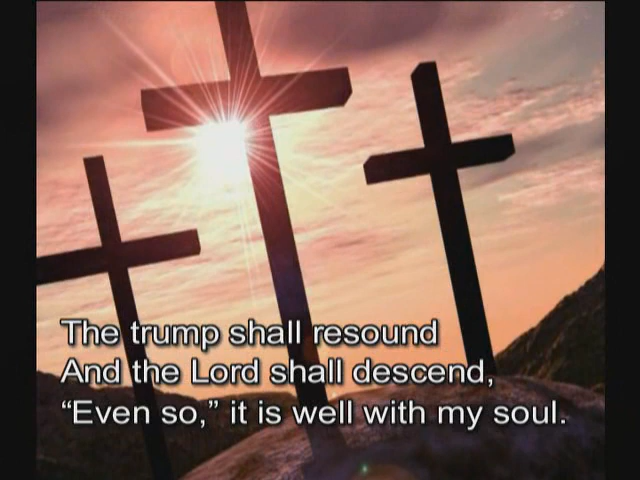 The trump shall resound
And the Lord shall descend,
“Even so,” it is well with my soul.